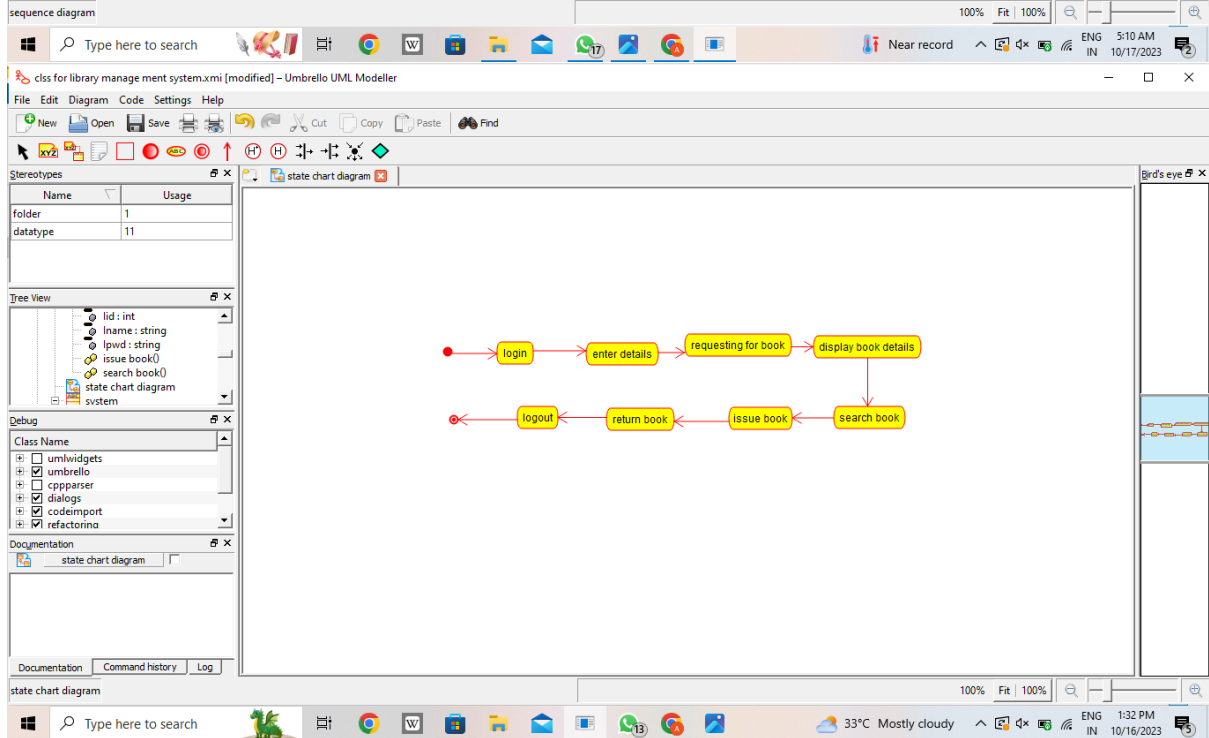 sequence diagram 100% Fit 100%
Type here to search 17 Near record ENG 5:10 AM
IN 10/17/2023 2
clss for library manage ment system.xmi [modified] – Umbrello UML Modeller
File Edit Diagram Code Settings Help
New Open Save Cut Copy Paste Find
XYZ ABC H* H
Stereotypes state chart diagram Bird's eye
Name Usage
folder 1
datatype 11
Tree View
lid : int
lname : string
lpwd : string
issue book()
search book()
state chart diagram
system
login enter details requesting for book display book details
logout return book issue book search book
Debug
Class Name
umlwidgets
umbrello
cppparser
dialogs
codeimport
refactoring
Documentation
state chart diagram
Documentation Command history Log
state chart diagram 100% Fit 100%
Type here to search 13 33°C Mostly cloudy ENG 1:32 PM
IN 10/16/2023 5